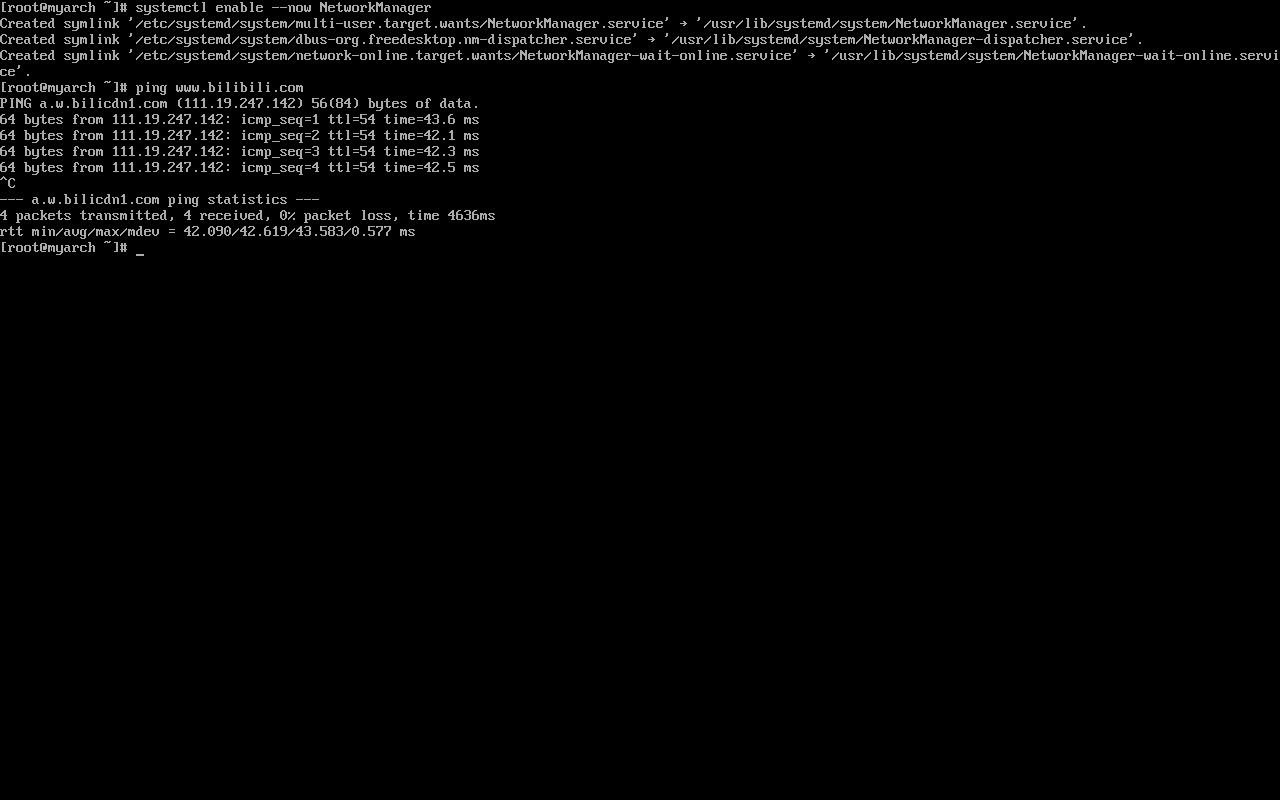 [root@myarch ~]# systemctl enable --now NetworkManager
Created symlink '/etc/systemd/system/multi-user.target.wants/NetworkManager.service' → '/usr/lib/systemd/system/NetworkManager.service'.
Created symlink '/etc/systemd/system/dbus-org.freedesktop.nm-dispatcher.service' → '/usr/lib/systemd/system/NetworkManager-dispatcher.service'.
Created symlink '/etc/systemd/system/network-online.target.wants/NetworkManager-wait-online.service' → '/usr/lib/systemd/system/NetworkManager-wait-online.servi
ce'.
[root@myarch ~]# ping www.bilibili.com
PING a.w.bilicdn1.com (111.19.247.142) 56(84) bytes of data.
64 bytes from 111.19.247.142: icmp_seq=1 ttl=54 time=43.6 ms
64 bytes from 111.19.247.142: icmp_seq=2 ttl=54 time=42.1 ms
64 bytes from 111.19.247.142: icmp_seq=3 ttl=54 time=42.3 ms
64 bytes from 111.19.247.142: icmp_seq=4 ttl=54 time=42.5 ms
^C
--- a.w.bilicdn1.com ping statistics ---
4 packets transmitted, 4 received, 0% packet loss, time 4636ms
rtt min/avg/max/mdev = 42.090/42.619/43.583/0.577 ms
[root@myarch ~]# _